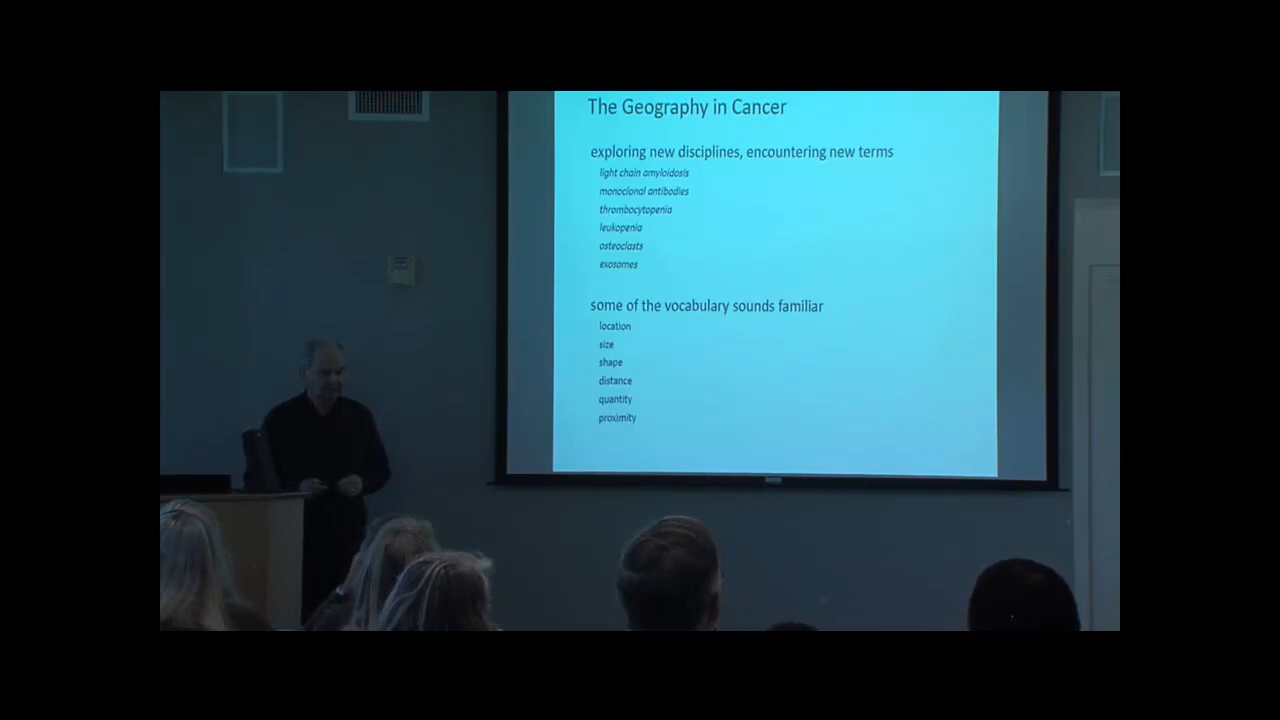 The Geography in Cancer
exploring new disciplines, encountering new terms
light chain amyloidosis
monoclonal antibodies
thrombocytopenia
leukopenia
osteoclasts
exosomes
some of the vocabulary sounds familiar
location
size
shape
distance
quantity
proximity